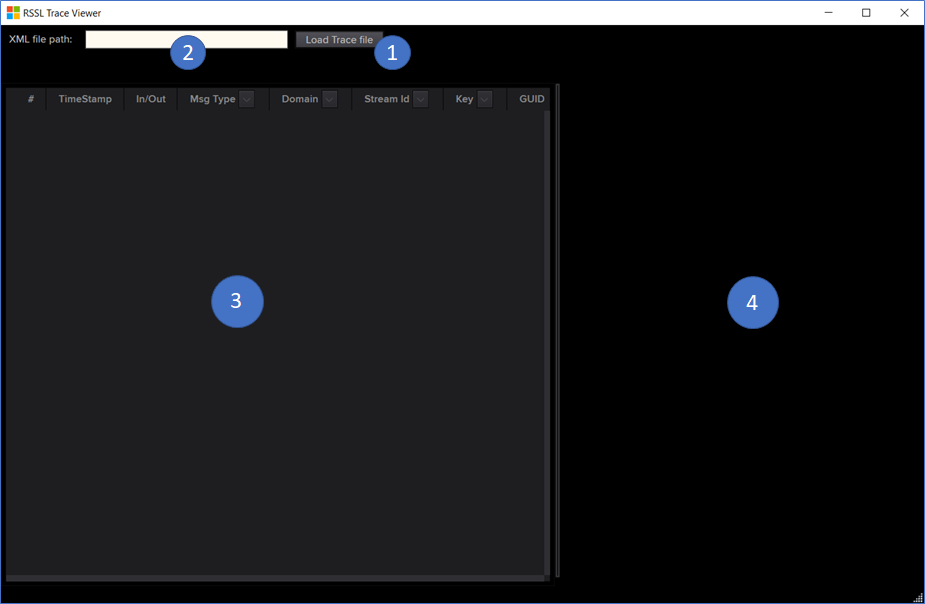 RSSL Trace Viewer
XML file path:
Load Trace file
2
1
# TimeStamp In/Out Msg Type Domain Stream Id Key GUID
3
4